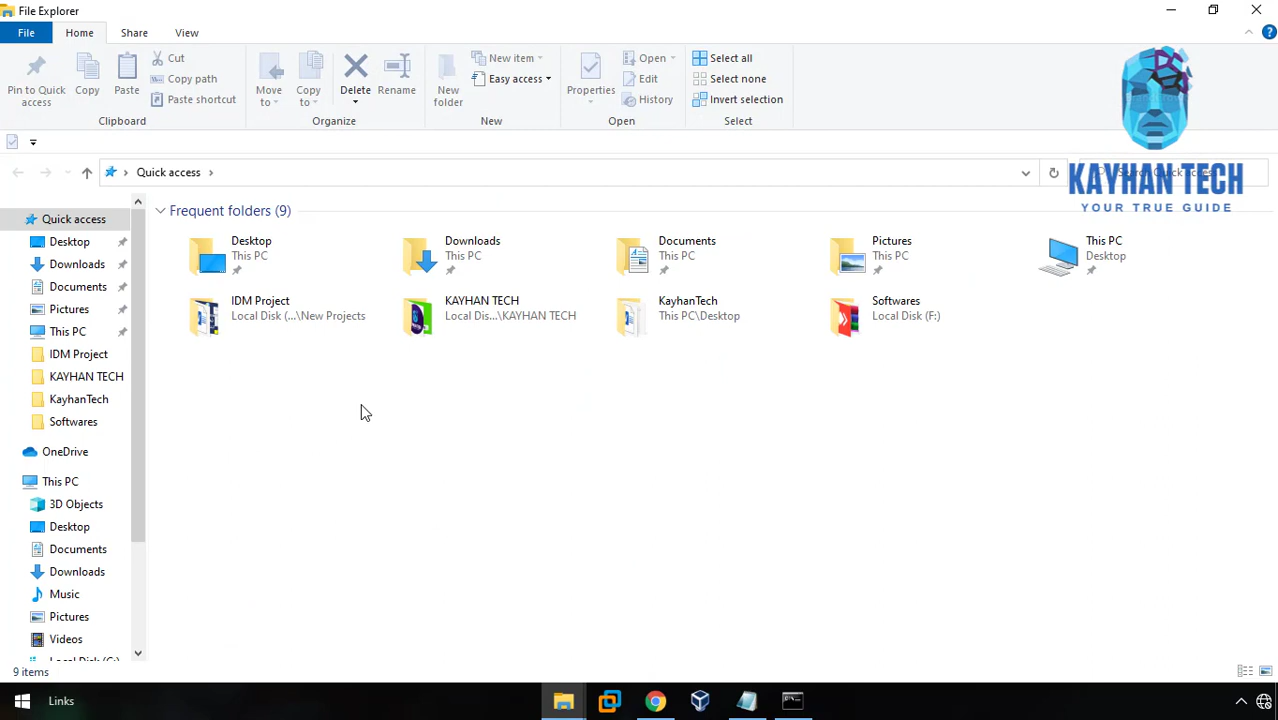 File Explorer
File
Home
Share
View
Pin to Quick access
Copy
Paste
Cut
Copy path
Paste shortcut
Clipboard
Move to
Copy to
Delete
Rename
Organize
New folder
New item
Easy access
New
Properties
Open
Edit
History
Open
Select all
Select none
Invert selection
Select
KAYHAN TECH
YOUR TRUE GUIDE
Quick access
Quick access
Desktop
Downloads
Documents
Pictures
This PC
IDM Project
KAYHAN TECH
KayhanTech
Softwares
OneDrive
This PC
3D Objects
Desktop
Documents
Downloads
Music
Pictures
Videos
Local Disk (C:)
Frequent folders (9)
Desktop
This PC
Downloads
This PC
Documents
This PC
Pictures
This PC
This PC
Desktop
IDM Project
Local Disk (...\New Projects
KAYHAN TECH
Local Dis...\KAYHAN TECH
KayhanTech
This PC\Desktop
Softwares
Local Disk (F:)
9 items
Links